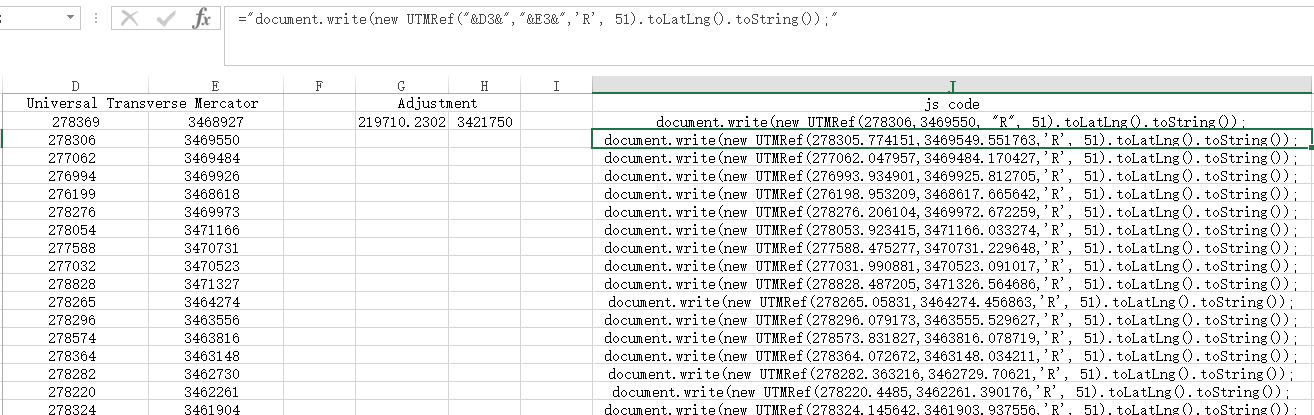 fx ="document.write(new UTMRef("&D3&","&E3&",'R', 51).toLatLng().toString());"
D E F G H I J
Universal Transverse Mercator Adjustment js code
278369 3468927 219710.2302 3421750 document.write(new UTMRef(278306,3469550, "R", 51).toLatLng().toString());
278306 3469550 document.write(new UTMRef(278305.774151,3469549.551763,'R', 51).toLatLng().toString());
277062 3469484 document.write(new UTMRef(277062.047957,3469484.170427,'R', 51).toLatLng().toString());
276994 3469926 document.write(new UTMRef(276993.934901,3469925.812705,'R', 51).toLatLng().toString());
276199 3468618 document.write(new UTMRef(276198.953209,3468617.665642,'R', 51).toLatLng().toString());
278276 3469973 document.write(new UTMRef(278276.206104,3469972.672259,'R', 51).toLatLng().toString());
278054 3471166 document.write(new UTMRef(278053.923415,3471166.033274,'R', 51).toLatLng().toString());
277588 3470731 document.write(new UTMRef(277588.475277,3470731.229648,'R', 51).toLatLng().toString());
277032 3470523 document.write(new UTMRef(277031.990881,3470523.091017,'R', 51).toLatLng().toString());
278828 3471327 document.write(new UTMRef(278828.487205,3471326.564686,'R', 51).toLatLng().toString());
278265 3464274 document.write(new UTMRef(278265.05831,3464274.456863,'R', 51).toLatLng().toString());
278296 3463556 document.write(new UTMRef(278296.079173,3463555.529627,'R', 51).toLatLng().toString());
278574 3463816 document.write(new UTMRef(278573.831827,3463816.078719,'R', 51).toLatLng().toString());
278364 3463148 document.write(new UTMRef(278364.072672,3463148.034211,'R', 51).toLatLng().toString());
278282 3462730 document.write(new UTMRef(278282.363216,3462729.70621,'R', 51).toLatLng().toString());
278220 3462261 document.write(new UTMRef(278220.4485,3462261.390176,'R', 51).toLatLng().toString());
278324 3461904 document.write(new UTMRef(278324.145642,3461903.937556,'R', 51).toLatLng().toString());